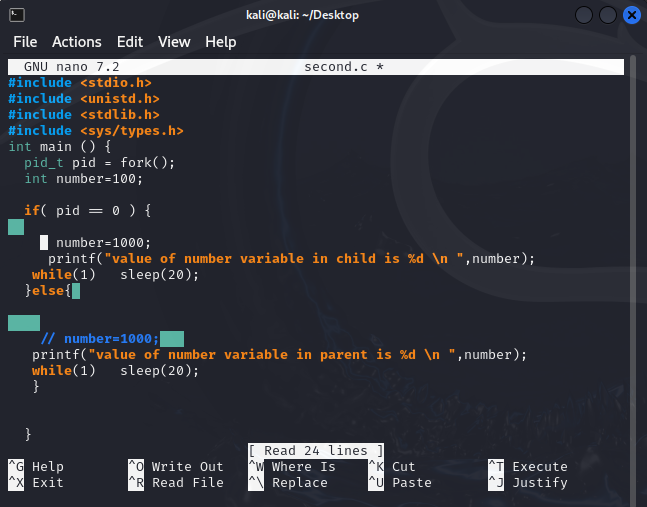 kali@kali: ~/Desktop
File Actions Edit View Help
GNU nano 7.2 second.c *
#include <stdio.h>
#include <unistd.h>
#include <stdlib.h>
#include <sys/types.h>
int main () {
pid_t pid = fork();
int number=100;
if( pid == 0 ) {
number=1000;
printf("value of number variable in child is %d \n ",number);
while(1) sleep(20);
}else{
// number=1000;
printf("value of number variable in parent is %d \n ",number);
while(1) sleep(20);
}
}
[ Read 24 lines ]
^G Help ^O Write Out ^W Where Is ^K Cut ^T Execute
^X Exit ^R Read File ^\ Replace ^U Paste ^J Justify